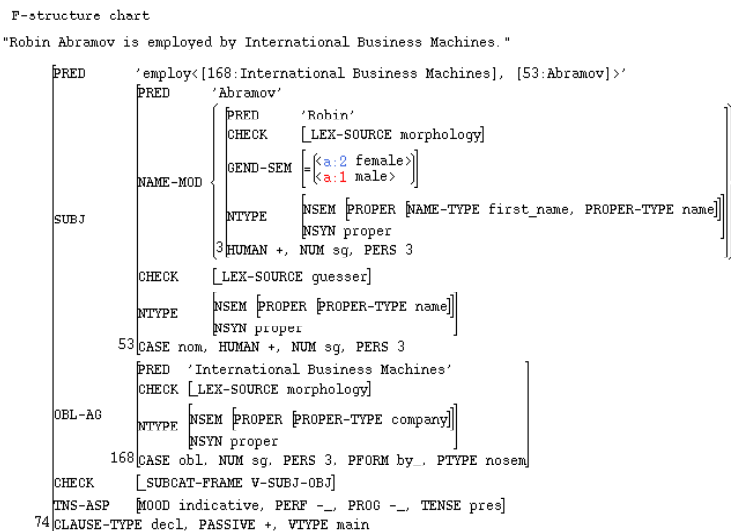 F-structure chart
"Robin Abramov is employed by International Business Machines."
PRED 'employ<[168:International Business Machines], [53:Abramov]>'
PRED 'Abramov'
PRED 'Robin'
CHECK [_LEX-SOURCE morphology]
GEND-SEM = <a:2 female>
<a:1 male>
NAME-MOD
NTYPE [NSEM [PROPER [NAME-TYPE first_name, PROPER-TYPE name]]
NSYN proper
SUBJ
3 HUMAN +, NUM sg, PERS 3
CHECK [_LEX-SOURCE guesser]
NTYPE [NSEM [PROPER [PROPER-TYPE name]]
NSYN proper
53 CASE nom, HUMAN +, NUM sg, PERS 3
PRED 'International Business Machines'
CHECK [_LEX-SOURCE morphology]
OBL-AG
NTYPE [NSEM [PROPER [PROPER-TYPE company]]
NSYN proper
168 CASE obl, NUM sg, PERS 3, PFORM by_, PTYPE nosem
CHECK [_SUBCAT-FRAME V-SUBJ-OBJ]
TNS-ASP [MOOD indicative, PERF -_, PROG -_, TENSE pres]
74 CLAUSE-TYPE decl, PASSIVE +, VTYPE main